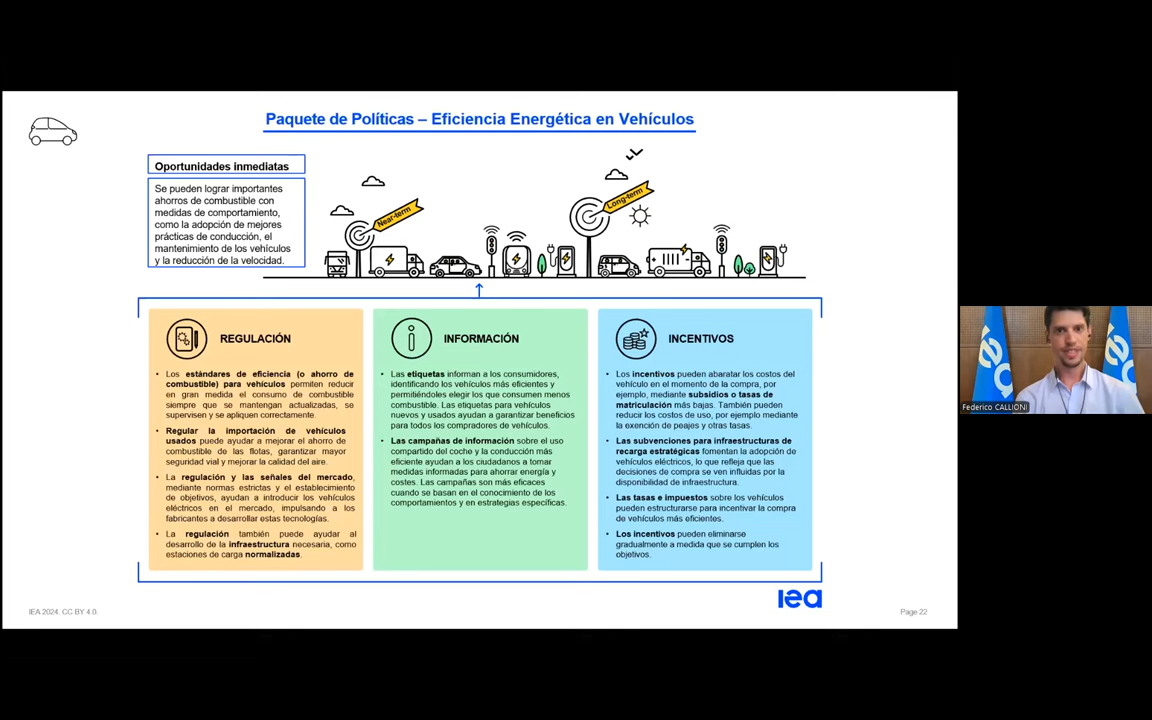 Paquete de Políticas – Eficiencia Energética en Vehículos
Oportunidades inmediatas
Se pueden lograr importantes
ahorros de combustible con
medidas de comportamiento,
como la adopción de mejores
prácticas de conducción, el
mantenimiento de los vehículos
y la reducción de la velocidad.
Near-term
Long-term
REGULACIÓN
• Los estándares de eficiencia (o ahorro de
combustible) para vehículos permiten reducir
en gran medida el consumo de combustible
siempre que se mantengan actualizadas, se
supervisen y se apliquen correctamente.
• Regular la importación de vehículos
usados puede ayudar a mejorar el ahorro de
combustible de las flotas, garantizar mayor
seguridad vial y mejorar la calidad del aire.
• La regulación y las señales del mercado,
mediante normas estrictas y el establecimiento
de objetivos, ayudan a introducir los vehículos
eléctricos en el mercado, impulsando a los
fabricantes a desarrollar estas tecnologías.
• La regulación también puede ayudar al
desarrollo de la infraestructura necesaria, como
estaciones de carga normalizadas.
INFORMACIÓN
• Las etiquetas informan a los consumidores,
identificando los vehículos más eficientes y
permitiéndoles elegir los que consumen menos
combustible. Las etiquetas para vehículos
nuevos y usados ayudan a garantizar beneficios
para todos los compradores de vehículos.
• Las campañas de información sobre el uso
compartido del coche y la conducción más
eficiente ayudan a los ciudadanos a tomar
medidas informadas para ahorrar energía y
costes. Las campañas son más eficaces
cuando se basan en el conocimiento de los
comportamientos y en estrategias específicas.
INCENTIVOS
• Los incentivos pueden abaratar los costos del
vehículo en el momento de la compra, por
ejemplo, mediante subsidios o tasas de
matriculación más bajas. También pueden
reducir los costos de uso, por ejemplo mediante
la exención de peajes y otras tasas.
• Las subvenciones para infraestructuras de
recarga estratégicas fomentan la adopción de
vehículos eléctricos, lo que refleja que las
decisiones de compra se ven influidas por la
disponibilidad de infraestructura.
• Las tasas e impuestos sobre los vehículos
pueden estructurarse para incentivar la compra
de vehículos más eficientes.
• Los incentivos pueden eliminarse
gradualmente a medida que se cumplen los
objetivos.
iea
IEA 2024. CC BY 4.0.
Page 22
iea
Federico CALLIONI